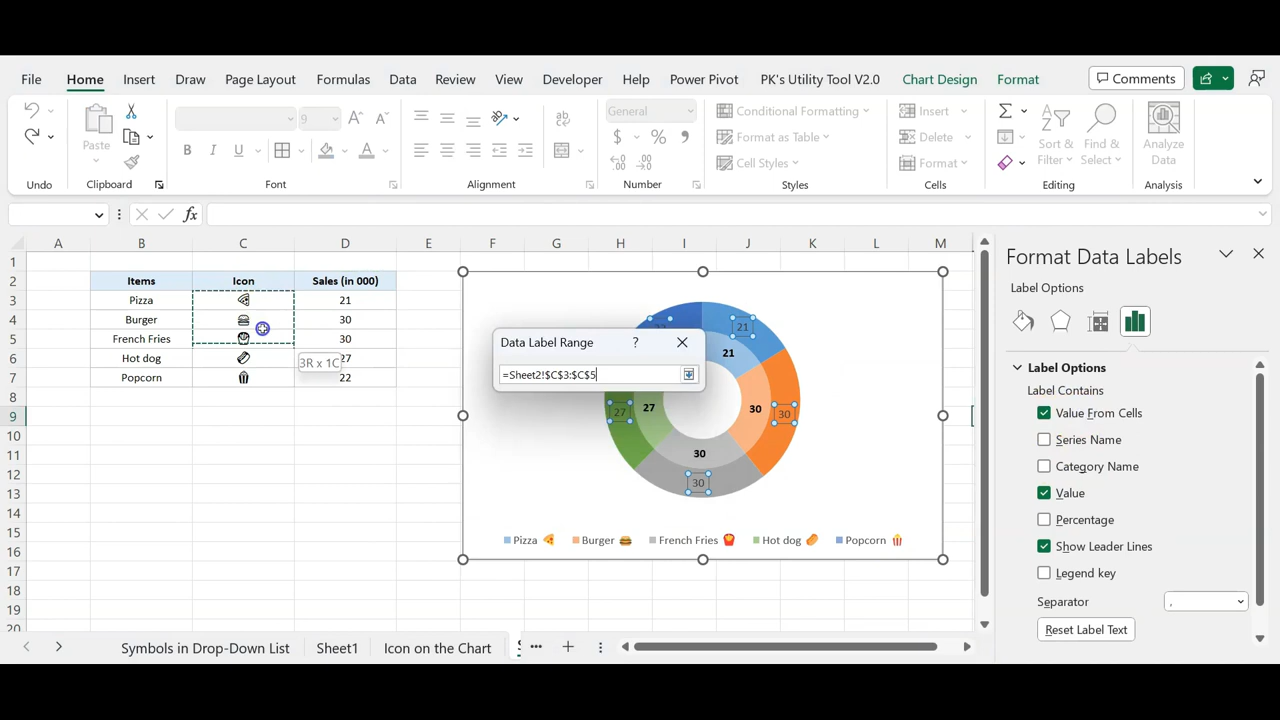 File Home Insert Draw Page Layout Formulas Data Review View Developer Help Power Pivot PK's Utility Tool V2.0 Chart Design Format Comments
Paste
9
B I U
A
General
$ % 9
Conditional Formatting
Format as Table
Cell Styles
Insert
Delete
Format
Sort &
Filter
Find &
Select
Analyze
Data
Undo Clipboard Font Alignment Number Styles Cells Editing Analysis
fx
A B C D E F G H I J K L M
1
2 Items Icon Sales (in 000)
3 Pizza 21
4 Burger 30
5 French Fries 30
6 Hot dog 27
7 Popcorn 22
8
9
10
11
12
13
14
15
16
17
18
19
20
3R x 1C
Data Label Range ?
=Sheet2!$C$3:$C$5
22 21
21
27 27 30 30
30
30
Pizza Burger French Fries Hot dog Popcorn
Format Data Labels
Label Options
Label Options
Label Contains
Value From Cells
Series Name
Category Name
Value
Percentage
Show Leader Lines
Legend key
Separator ,
Reset Label Text
Symbols in Drop-Down List Sheet1 Icon on the Chart